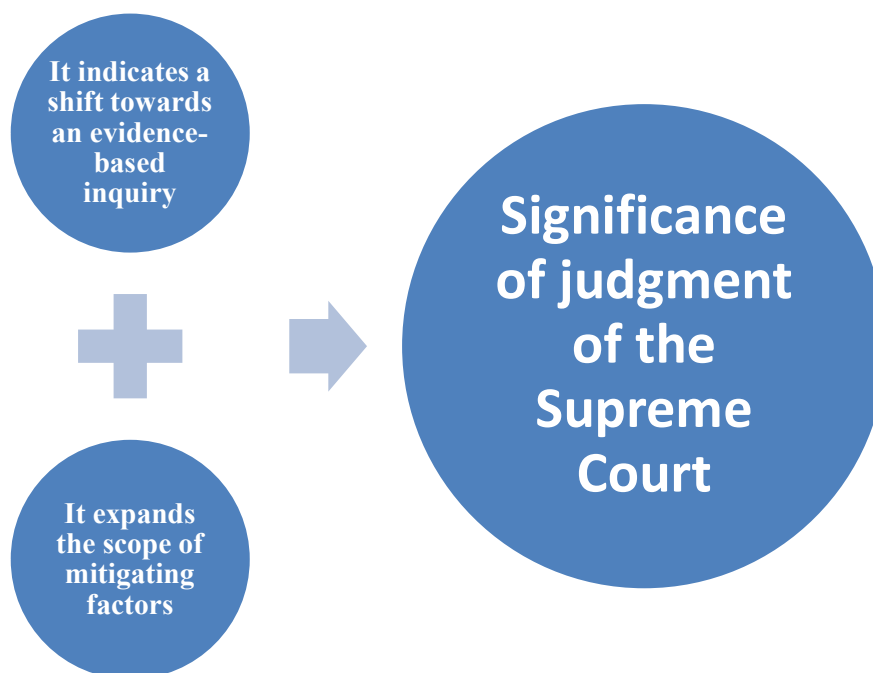 It indicates a
shift towards
an evidence-
based
inquiry
It expands
the scope of
mitigating
factors
Significance
of judgment
of the
Supreme
Court